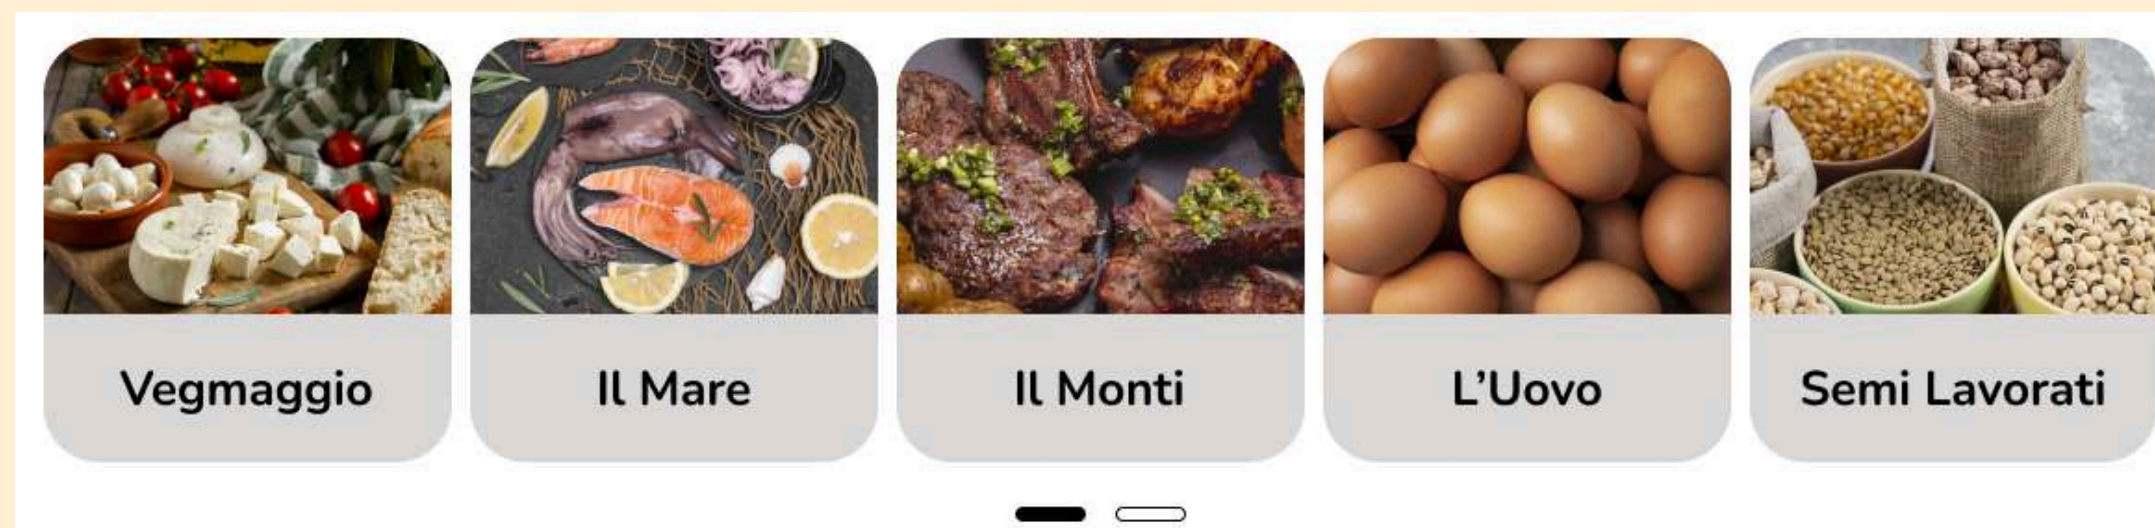 Vegmaggio
Il Mare
Il Monti
L’Uovo
Semi Lavorati